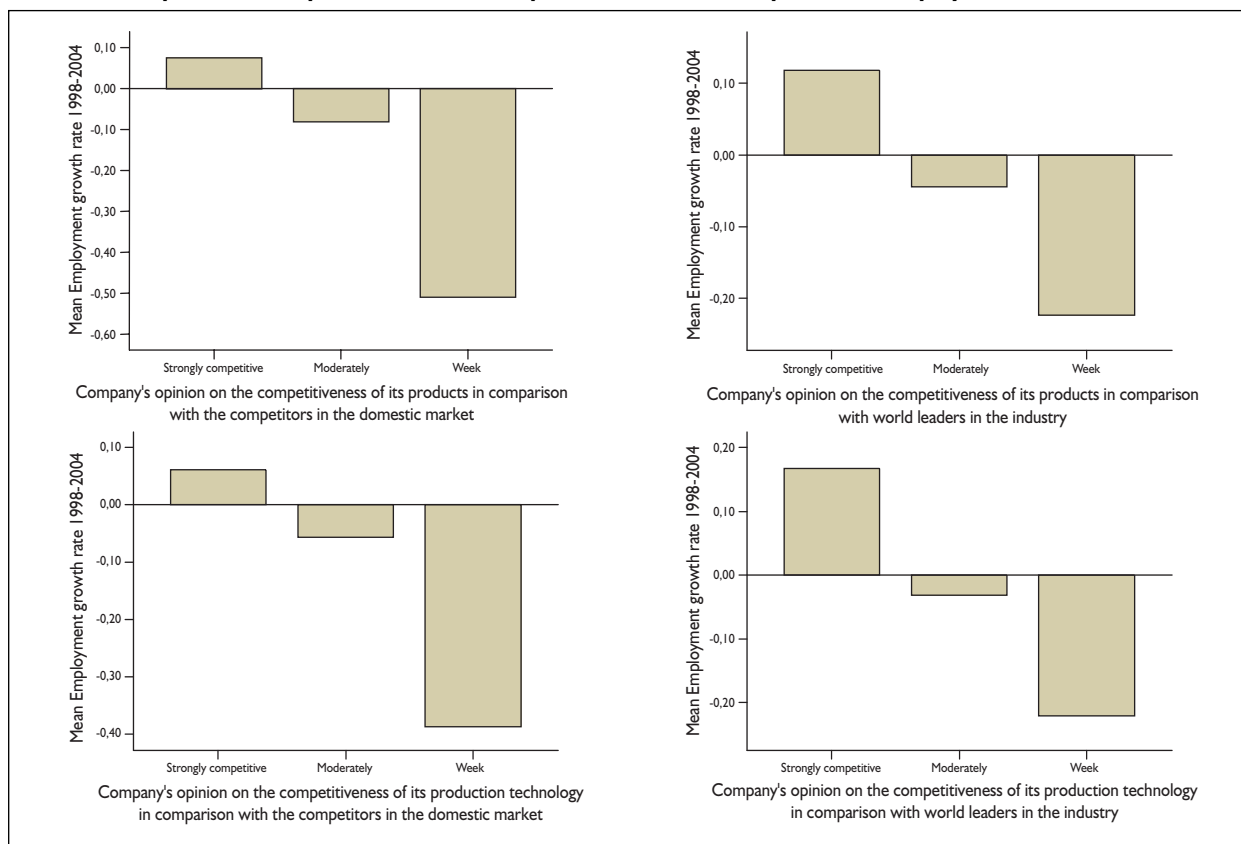 Mean Employment growth rate 1998-2004
0,10
0,00
-0,10
-0,20
-0,30
-0,40
-0,50
-0,60
Strongly competitive Moderately Week
Company's opinion on the competitiveness of its products in comparison
with the competitors in the domestic market
Mean Employment growth rate 1998-2004
0,10
0,00
-0,10
-0,20
Strongly competitive Moderately Week
Company's opinion on the competitiveness of its products in comparison
with world leaders in the industry
Mean Employment growth rate 1998-2004
0,10
0,00
-0,10
-0,20
-0,30
-0,40
Strongly competitive Moderately Week
Company's opinion on the competitiveness of its production technology
in comparison with the competitors in the domestic market
Mean Employment growth rate 1998-2004
0,20
0,10
0,00
-0,10
-0,20
Strongly competitive Moderately Week
Company's opinion on the competitiveness of its production technology
in comparison with world leaders in the industry